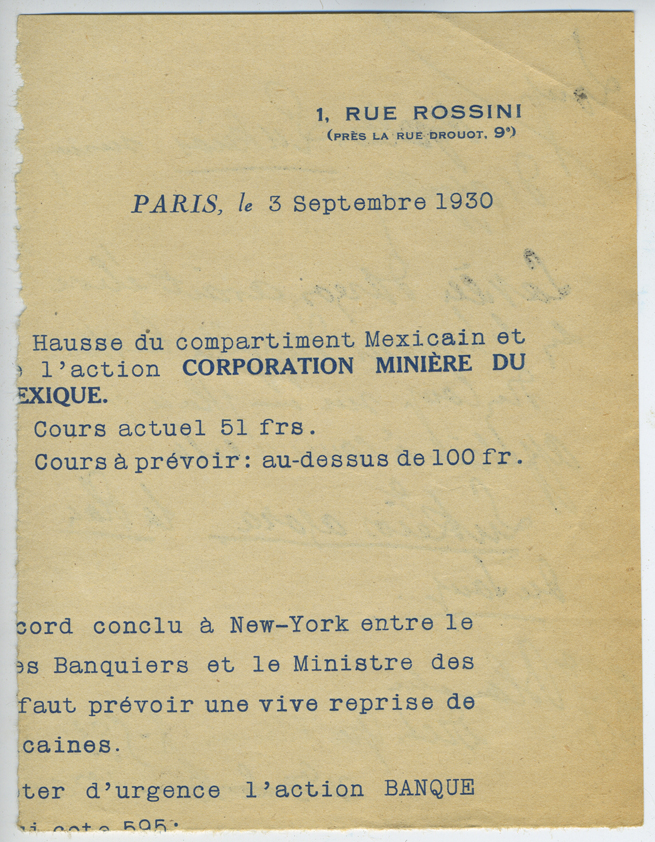 1, RUE ROSSINI
(PRÈS LA RUE DROUOT, 9ᵉ)
PARIS, le 3 Septembre 1930
Hausse du compartiment Mexicain et
l'action CORPORATION MINIÈRE DU
EXIQUE.
Cours actuel 51 frs.
Cours à prévoir: au-dessus de 100 fr.
cord conclu à New-York entre le
es Banquiers et le Ministre des
faut prévoir une vive reprise de
caines.
ter d'urgence l'action BANQUE
cote 595